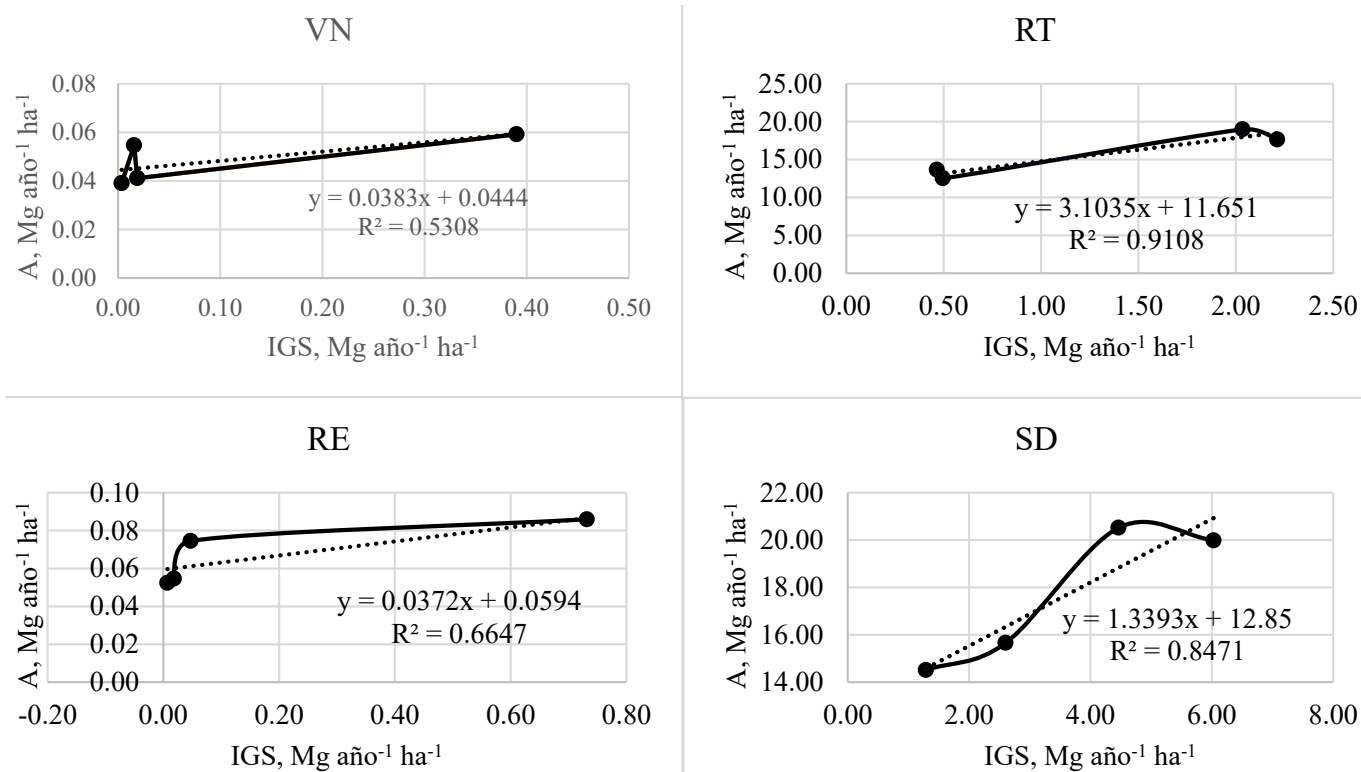 VN
A, Mg año-1 ha-1
0.08
0.06
0.04
0.02
0.00
y = 0.0383x + 0.0444
R² = 0.5308
0.00 0.10 0.20 0.30 0.40 0.50
IGS, Mg año-1 ha-1
RT
A, Mg año-1 ha-1
25.00
20.00
15.00
10.00
5.00
0.00
y = 3.1035x + 11.651
R² = 0.9108
0.00 0.50 1.00 1.50 2.00 2.50
IGS, Mg año-1 ha-1
RE
A, Mg año-1 ha-1
0.10
0.08
0.06
0.04
0.02
0.00
y = 0.0372x + 0.0594
R² = 0.6647
-0.20 0.00 0.20 0.40 0.60 0.80
IGS, Mg año-1 ha-1
SD
A, Mg año-1 ha-1
22.00
20.00
18.00
16.00
14.00
y = 1.3393x + 12.85
R² = 0.8471
0.00 2.00 4.00 6.00 8.00
IGS, Mg año-1 ha-1